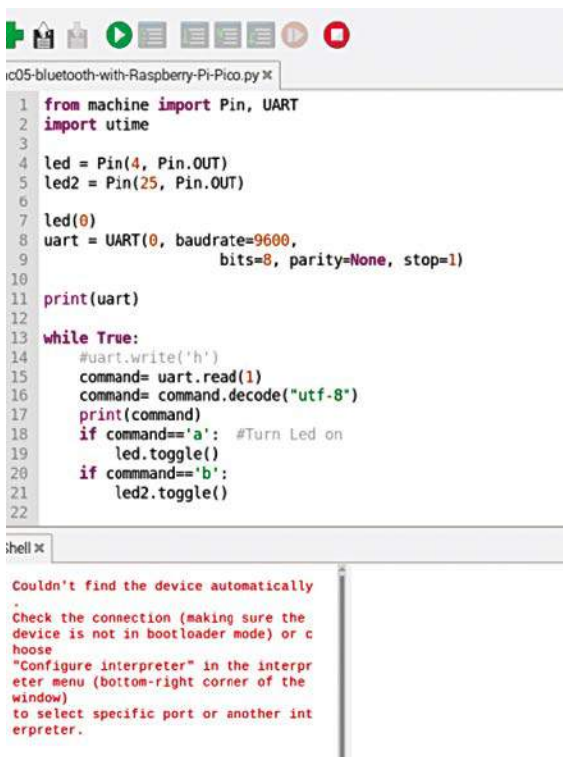 c05-bluetooth-with-Raspberry-Pi-Pico.py ×
1 from machine import Pin, UART
2 import utime
3
4 led = Pin(4, Pin.OUT)
5 led2 = Pin(25, Pin.OUT)
6
7 led(0)
8 uart = UART(0, baudrate=9600,
9 bits=8, parity=None, stop=1)
10
11 print(uart)
12
13 while True:
14 #uart.write('h')
15 command= uart.read(1)
16 command= command.decode("utf-8")
17 print(command)
18 if command=='a': #Turn Led on
19 led.toggle()
20 if commmand=='b':
21 led2.toggle()
22
Shell ×
Couldn't find the device automatically
.
Check the connection (making sure the
device is not in bootloader mode) or c
hoose
"Configure interpreter" in the interpr
eter menu (bottom-right corner of the
window)
to select specific port or another int
erpreter.